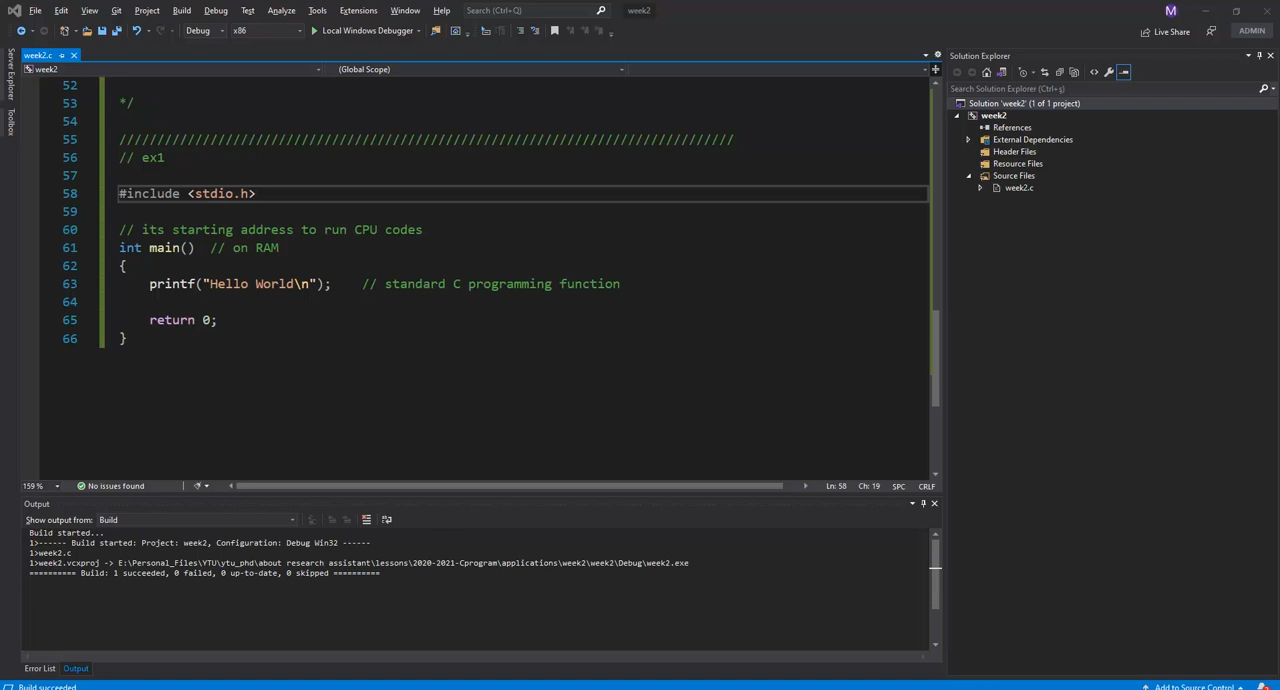 File Edit View Git Project Build Debug Test Analyze Tools Extensions Window Help Search (Ctrl+Q) week2 M
Debug x86 Local Windows Debugger Live Share ADMIN
Server Explorer
Toolbox
week2.c
week2 (Global Scope)
52
53 */
54
55 //////////////////////////////////////////////////////////////////////////////////
56 // ex1
57
58 #include <stdio.h>
59
60 // its starting address to run CPU codes
61 int main() // on RAM
62 {
63 printf("Hello World\n"); // standard C programming function
64
65 return 0;
66 }
159 % No issues found Ln: 58 Ch: 19 SPC CRLF
Output
Show output from: Build
Build started...
1>------ Build started: Project: week2, Configuration: Debug Win32 ------
1>week2.c
1>week2.vcxproj -> E:\Personal_Files\YTU\ytu_phd\about research assistant\lessons\2020-2021-Cprogram\applications\week2\week2\Debug\week2.exe
========== Build: 1 succeeded, 0 failed, 0 up-to-date, 0 skipped ==========
Error List Output
Build succeeded
Solution Explorer
Search Solution Explorer (Ctrl+ş)
Solution 'week2' (1 of 1 project)
week2
References
External Dependencies
Header Files
Resource Files
Source Files
week2.c
Add to Source Control